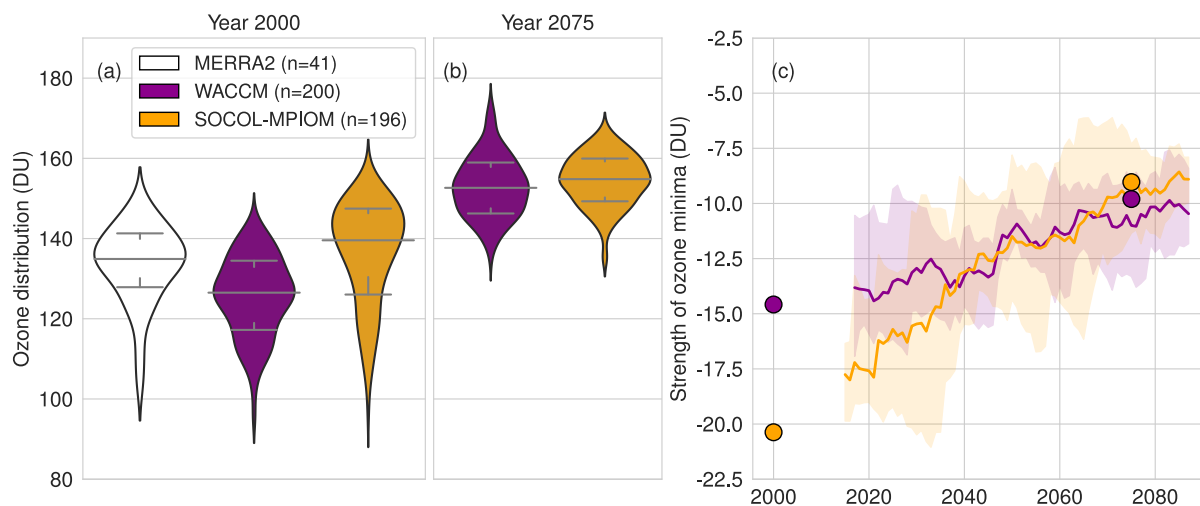 Year 2000
Year 2075
Ozone distribution (DU)
180
160
140
120
100
80
(a)
MERRA2 (n=41)
WACCM (n=200)
SOCOL-MPIOM (n=196)
(b)
Strength of ozone minima (DU)
-2.5
-5.0
-7.5
-10.0
-12.5
-15.0
-17.5
-20.0
-22.5
(c)
2000 2020 2040 2060 2080